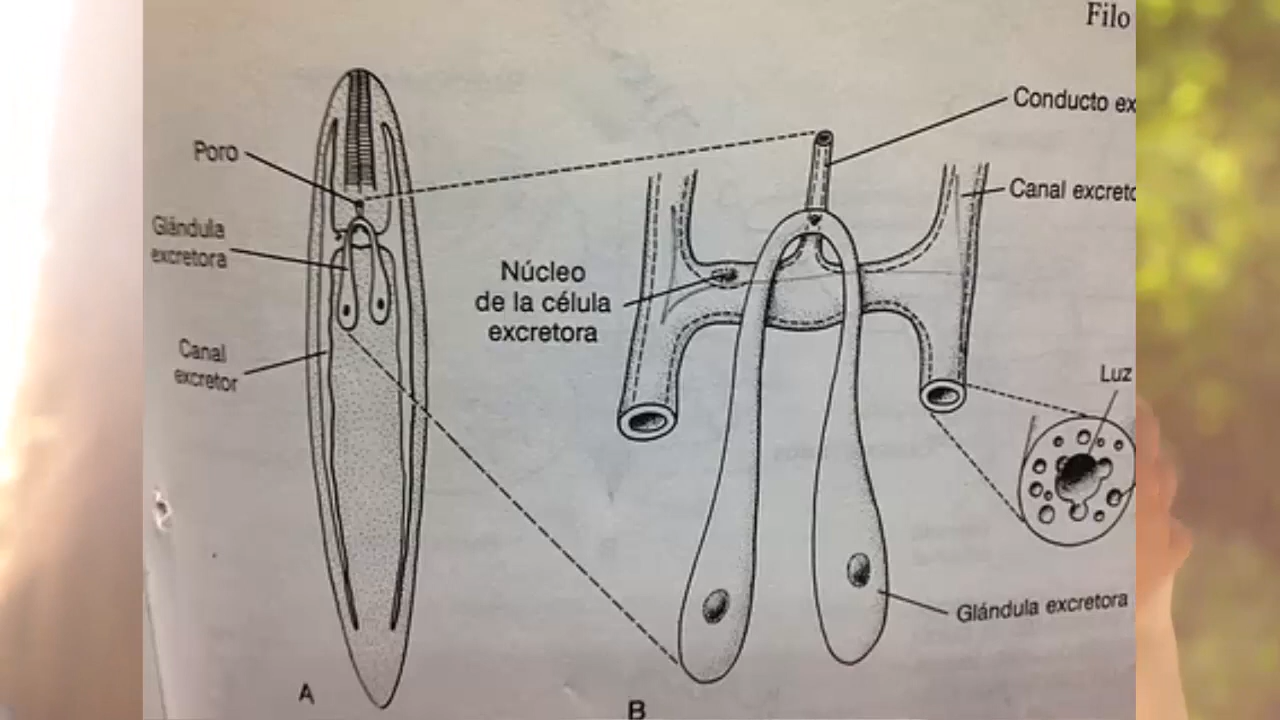 Filo
Poro
Glándula
excretora
Canal
excretor
A
Conducto ex
Canal excreto
Núcleo
de la célula
excretora
Luz
Glándula excretora
B